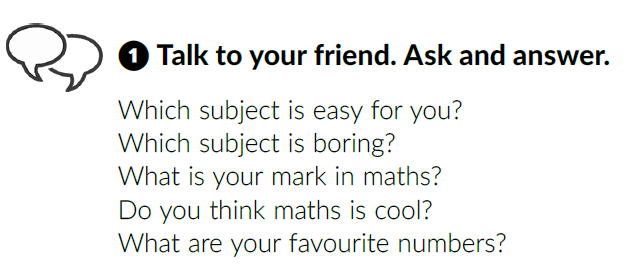 1 Talk to your friend. Ask and answer.
Which subject is easy for you?
Which subject is boring?
What is your mark in maths?
Do you think maths is cool?
What are your favourite numbers?